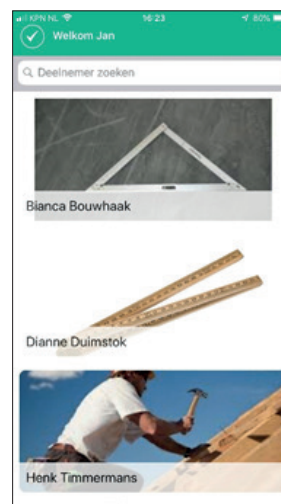 KPN NL 16:23 80%
Welkom Jan
Deelnemer zoeken
Bianca Bouwhaak
Dianne Duimstok
Henk Timmermans